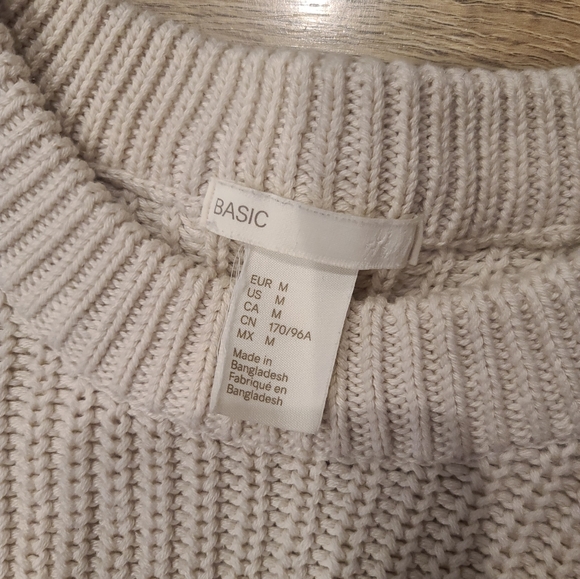 BASIC
EUR M
US M
CA M
CN 170/96A
MX M
Made in
Bangladesh
Fabriqué en
Bangladesh